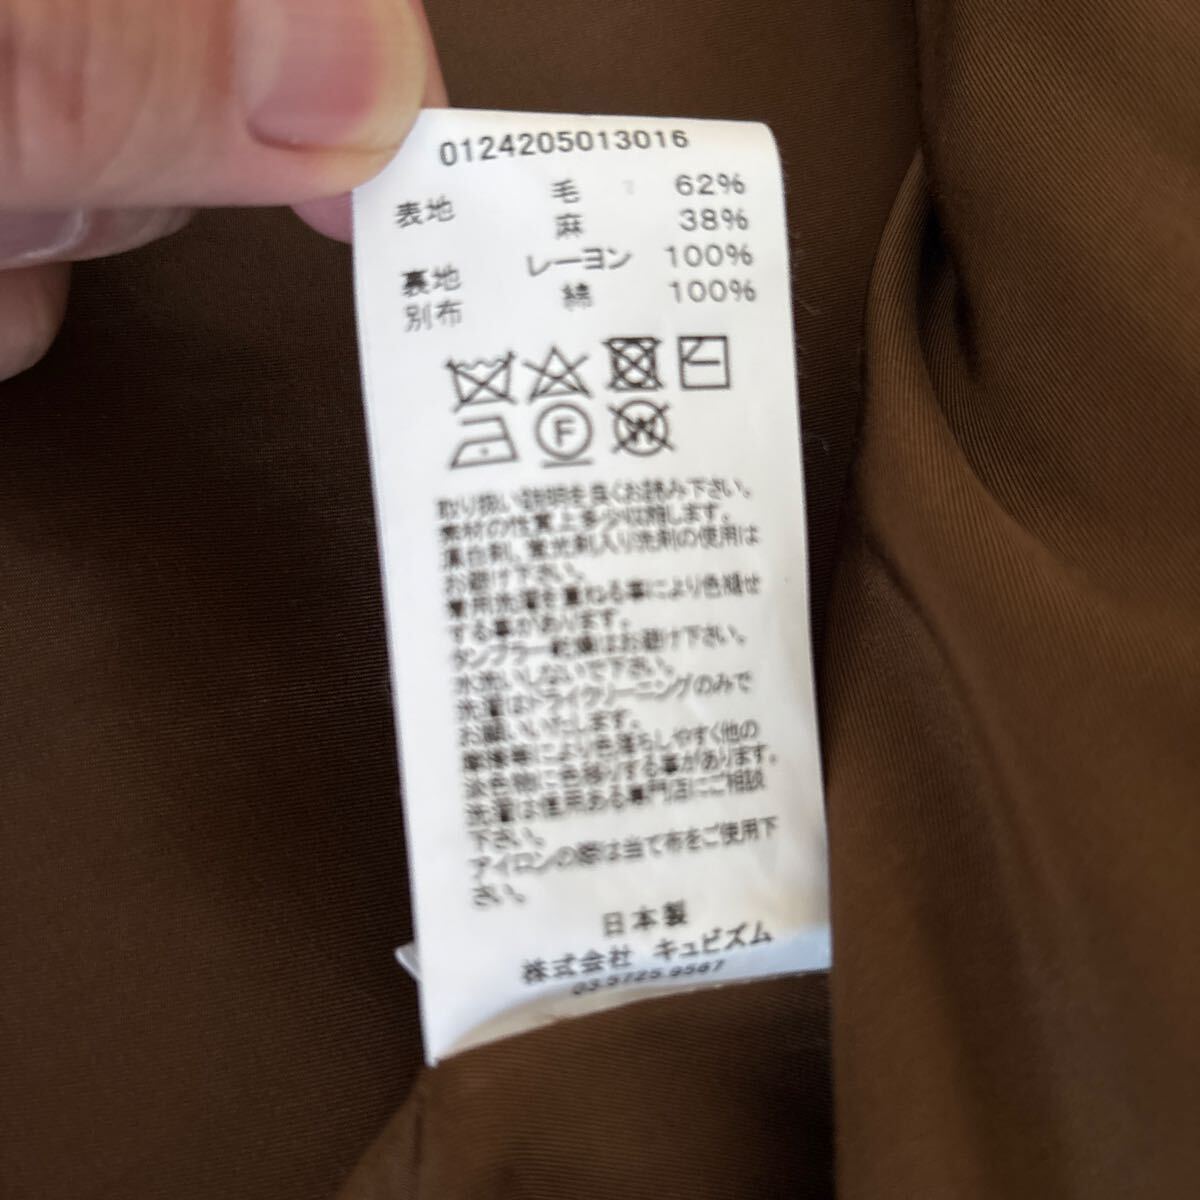 0124205013016
表地 毛 62%
麻 38%
裏地 レーヨン 100%
別布 綿 100%
F
W
取り扱い説明を良くお読み下さい。
素材の性質上多少収縮します。
漂白剤、蛍光剤入り洗剤の使用は
お避け下さい。
着用洗濯を重ねる事により色褪せ
する事があります。
タンブラー乾燥はお避け下さい。
水洗いしないで下さい。
洗濯はドライクリーニングのみで
お願いいたします。
摩擦等により色落ちしやすく他の
淡色物に色移りする事があります。
洗濯は信用ある専門店にご相談
下さい。
アイロンの際は当て布をご使用下
さい。
日本製
株式会社 キュビズム
03.5725.9567